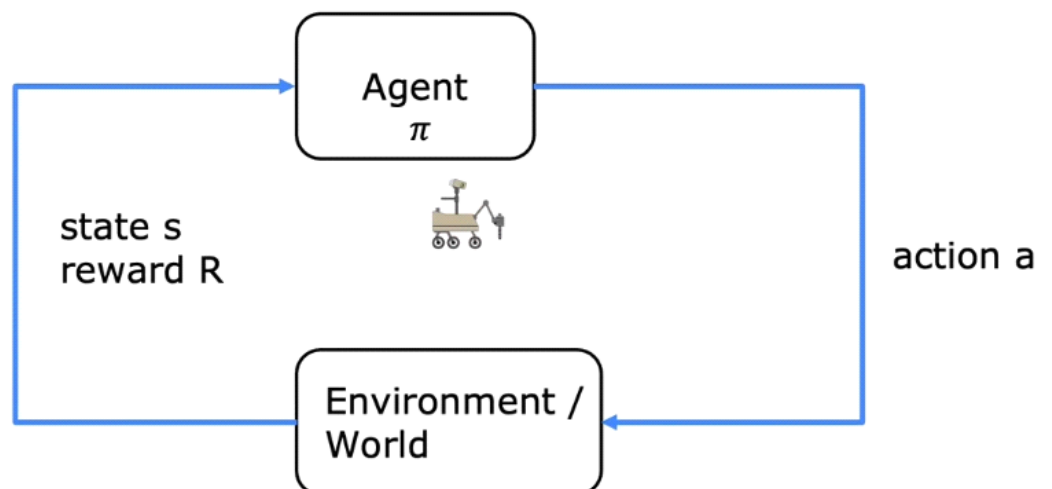 Agent
π
state s
reward R
action a
Environment /
World